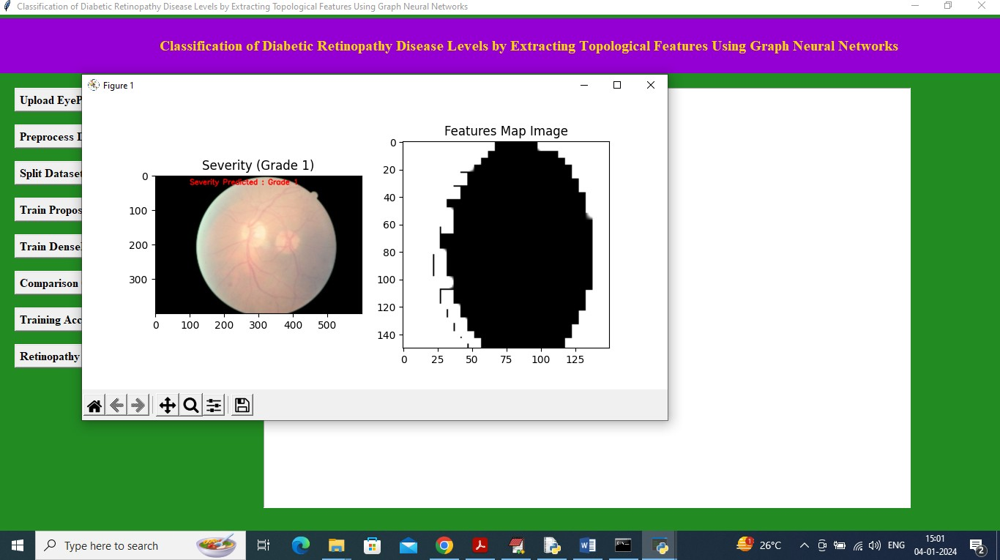 Classification of Diabetic Retinopathy Disease Levels by Extracting Topological Features Using Graph Neural Networks
Classification of Diabetic Retinopathy Disease Levels by Extracting Topological Features Using Graph Neural Networks
Figure 1
Upload EyeP
Preprocess D
Split Dataset
Train Propos
Train Dense
Comparison
Training Acc
Retinopathy
Severity (Grade 1)
Severity Predicted : Grade 1
0
100
200
300
0 100 200 300 400 500
Features Map Image
0
20
40
60
80
100
120
140
0 25 50 75 100 125
Type here to search
1
26°C
ENG
15:01
04-01-2024
2